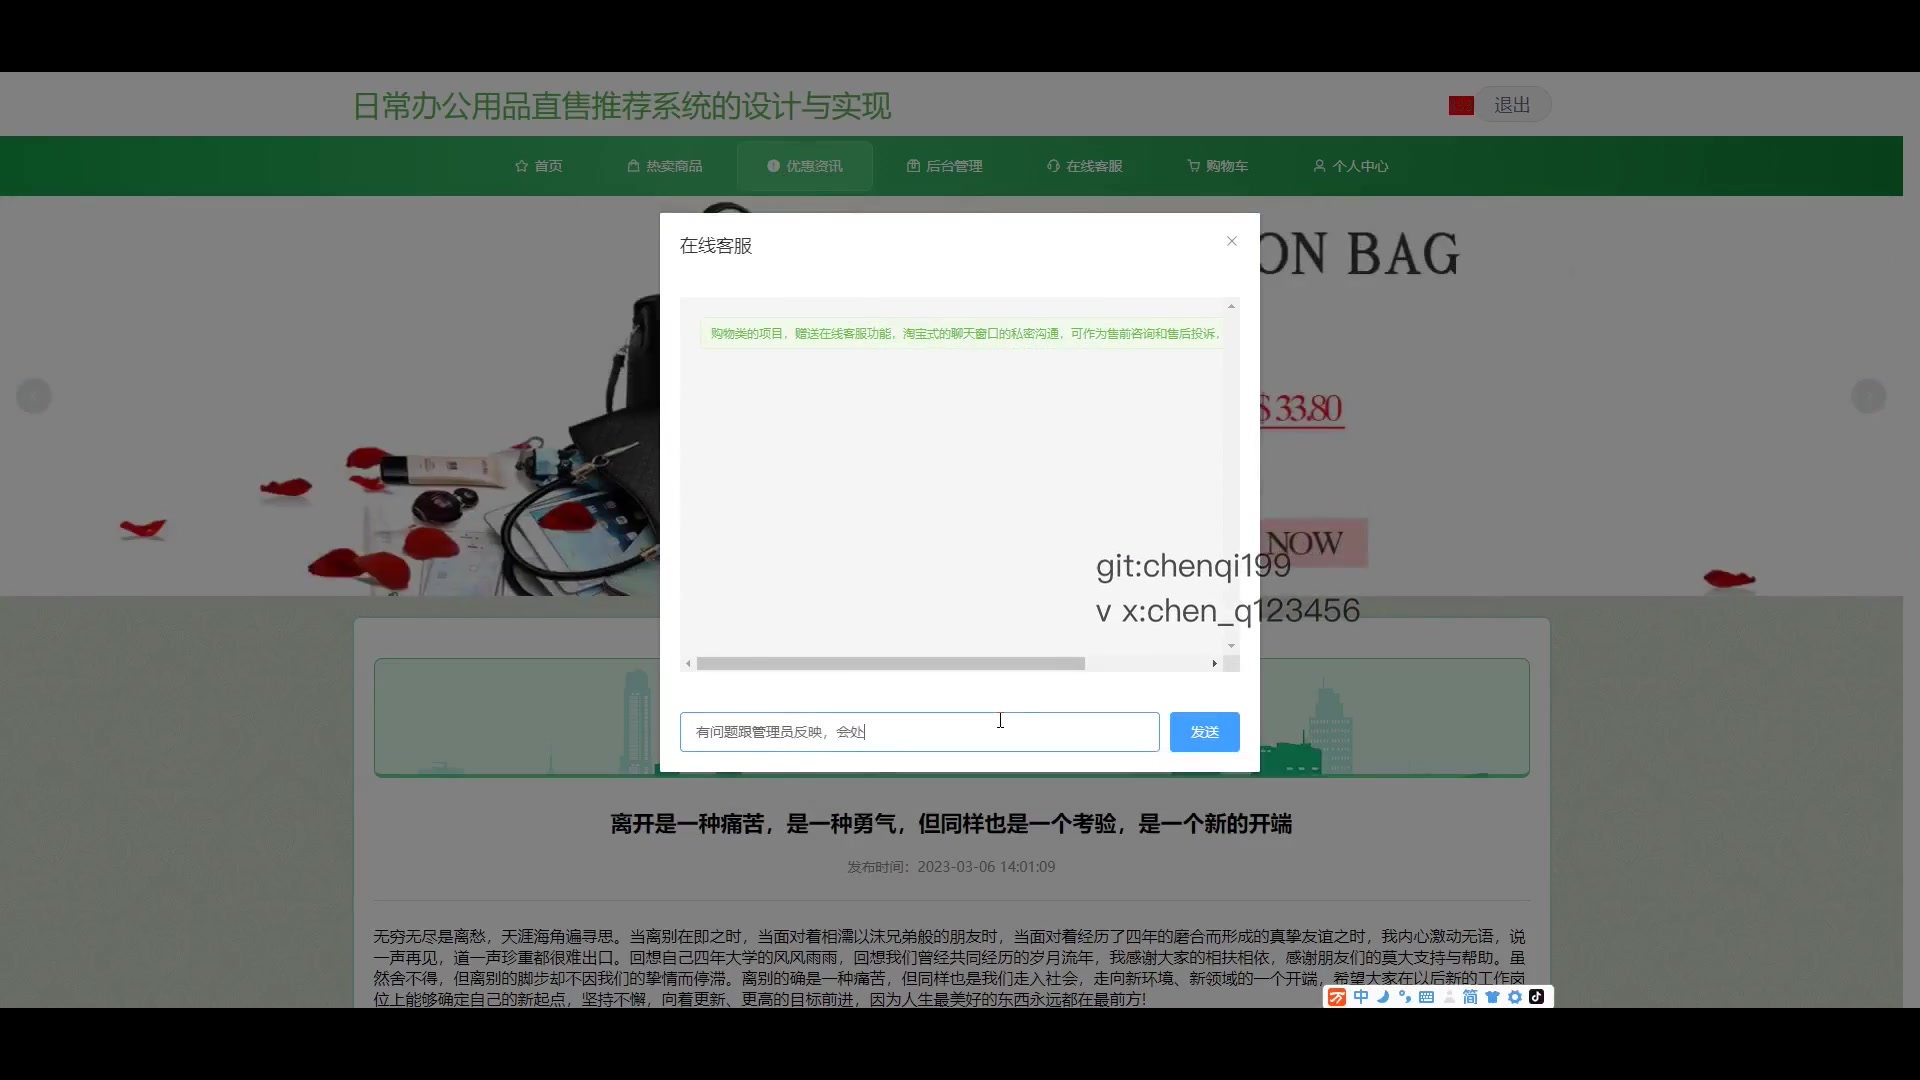 日常办公用品直售推荐系统的设计与实现
退出
首页
热卖商品
优惠资讯
后台管理
在线客服
购物车
个人中心
ON BAG
在线客服
购物类的项目，赠送在线客服功能，淘宝式的聊天窗口的私密沟通，可作为售前咨询和售后投诉，
$33.80
NOW
git:chenqi199
v x:chen_q123456
有问题跟管理员反映，会处
发送
离开是一种痛苦，是一种勇气，但同样也是一个考验，是一个新的开端
发布时间：2023-03-06 14:01:09
无穷无尽是离愁，天涯海角遍寻思。当离别在即之时，当面对着相濡以沫兄弟般的朋友时，当面对着经历了四年的磨合而形成的真挚友谊之时，我内心激动无语，说
一声再见，道一声珍重都很难出口。回想自己四年大学的风风雨雨，回想我们曾经共同经历的岁月流年，我感谢大家的相扶相依，感谢朋友们的莫大支持与帮助。虽
然舍不得，但离别的脚步却不因我们的挚情而停滞。离别的确是一种痛苦，但同样也是我们走入社会，走向新环境、新领域的一个开端，希望大家在以后新的工作岗
位上能够确定自己的新起点，坚持不懈，向着更新、更高的目标前进，因为人生最美好的东西永远都在最前方!
中
简